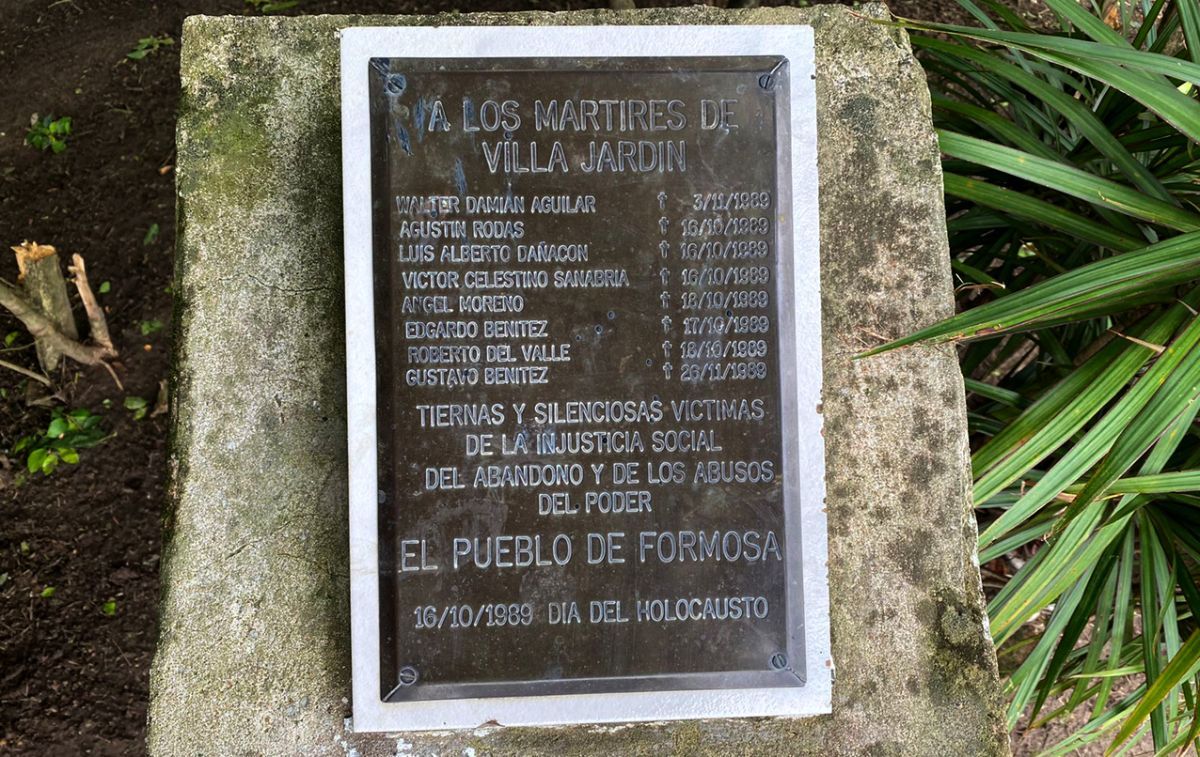 A LOS MARTIRES DE
VILLA JARDIN
WALTER DAMIÁN AGUILAR † 3/11/1989
AGUSTIN RODAS † 16/10/1989
LUIS ALBERTO DAÑACON † 16/10/1989
VICTOR CELESTINO SANABRIA † 16/10/1989
ANGEL MORENO † 18/10/1989
EDGARDO BENITEZ † 17/10/1989
ROBERTO DEL VALLE † 18/10/1989
GUSTAVO BENITEZ † 26/11/1989
TIERNAS Y SILENCIOSAS VICTIMAS
DE LA INJUSTICIA SOCIAL
DEL ABANDONO Y DE LOS ABUSOS
DEL PODER
EL PUEBLO DE FORMOSA
16/10/1989 DIA DEL HOLOCAUSTO